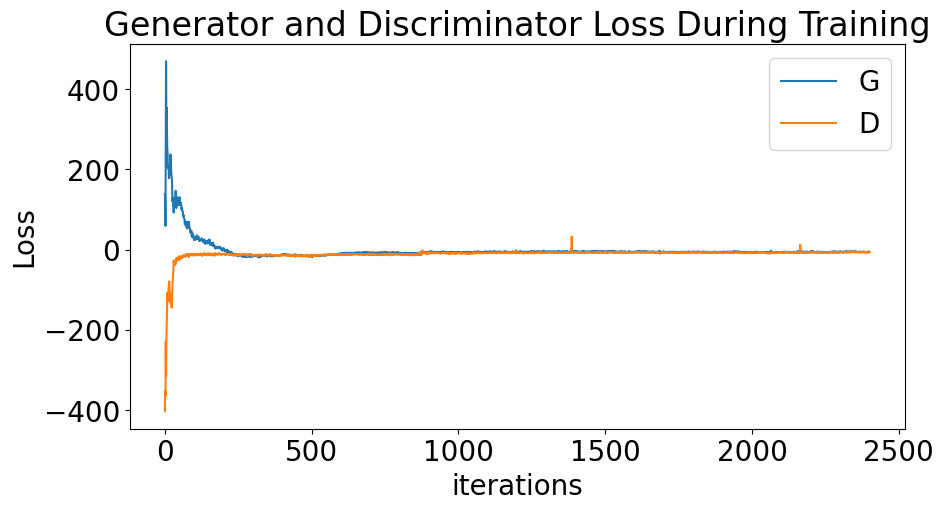 Generator and Discriminator Loss During Training
G
D
400
200
0
−200
−400
Loss
0
500
1000
1500
2000
2500
iterations